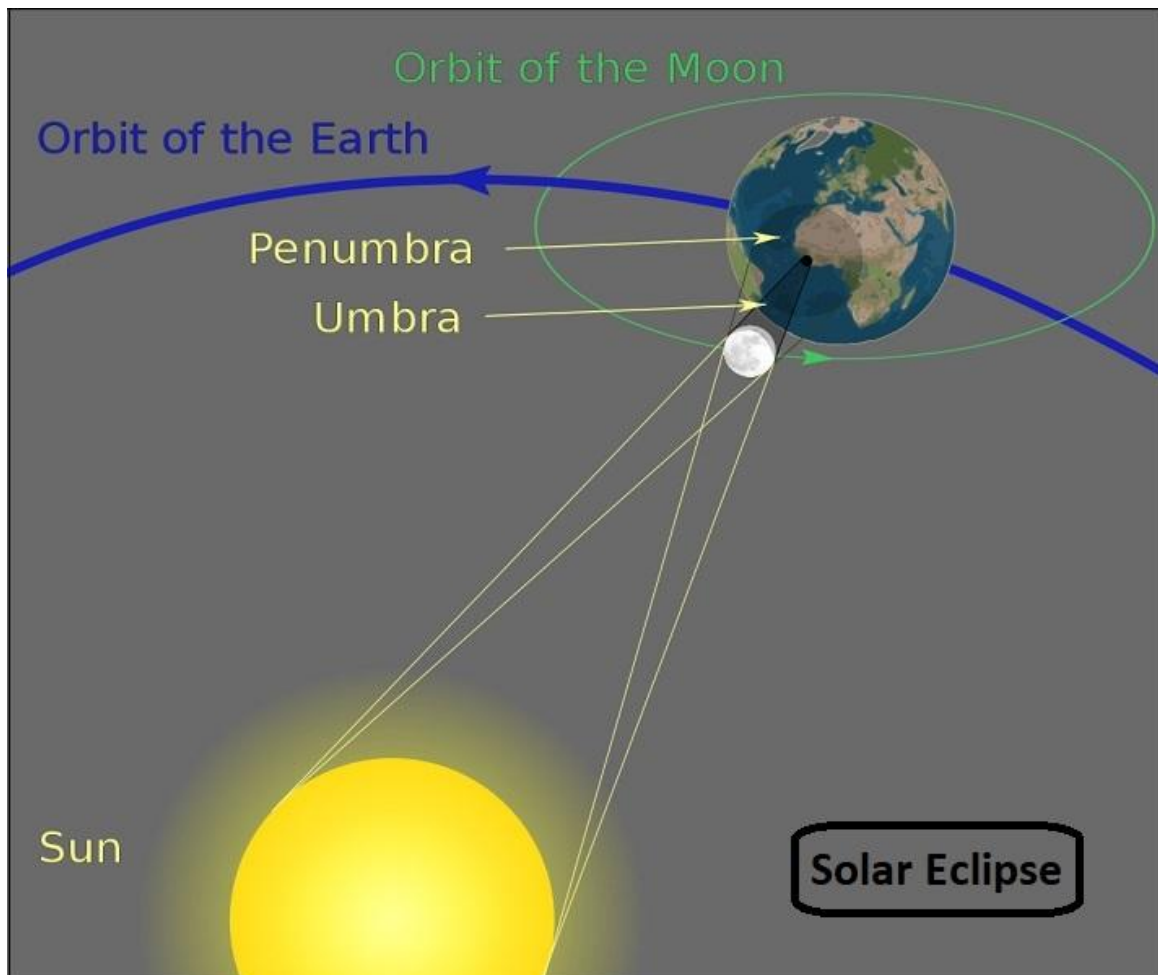 Orbit of the Moon
Orbit of the Earth
Penumbra
Umbra
Sun
Solar Eclipse